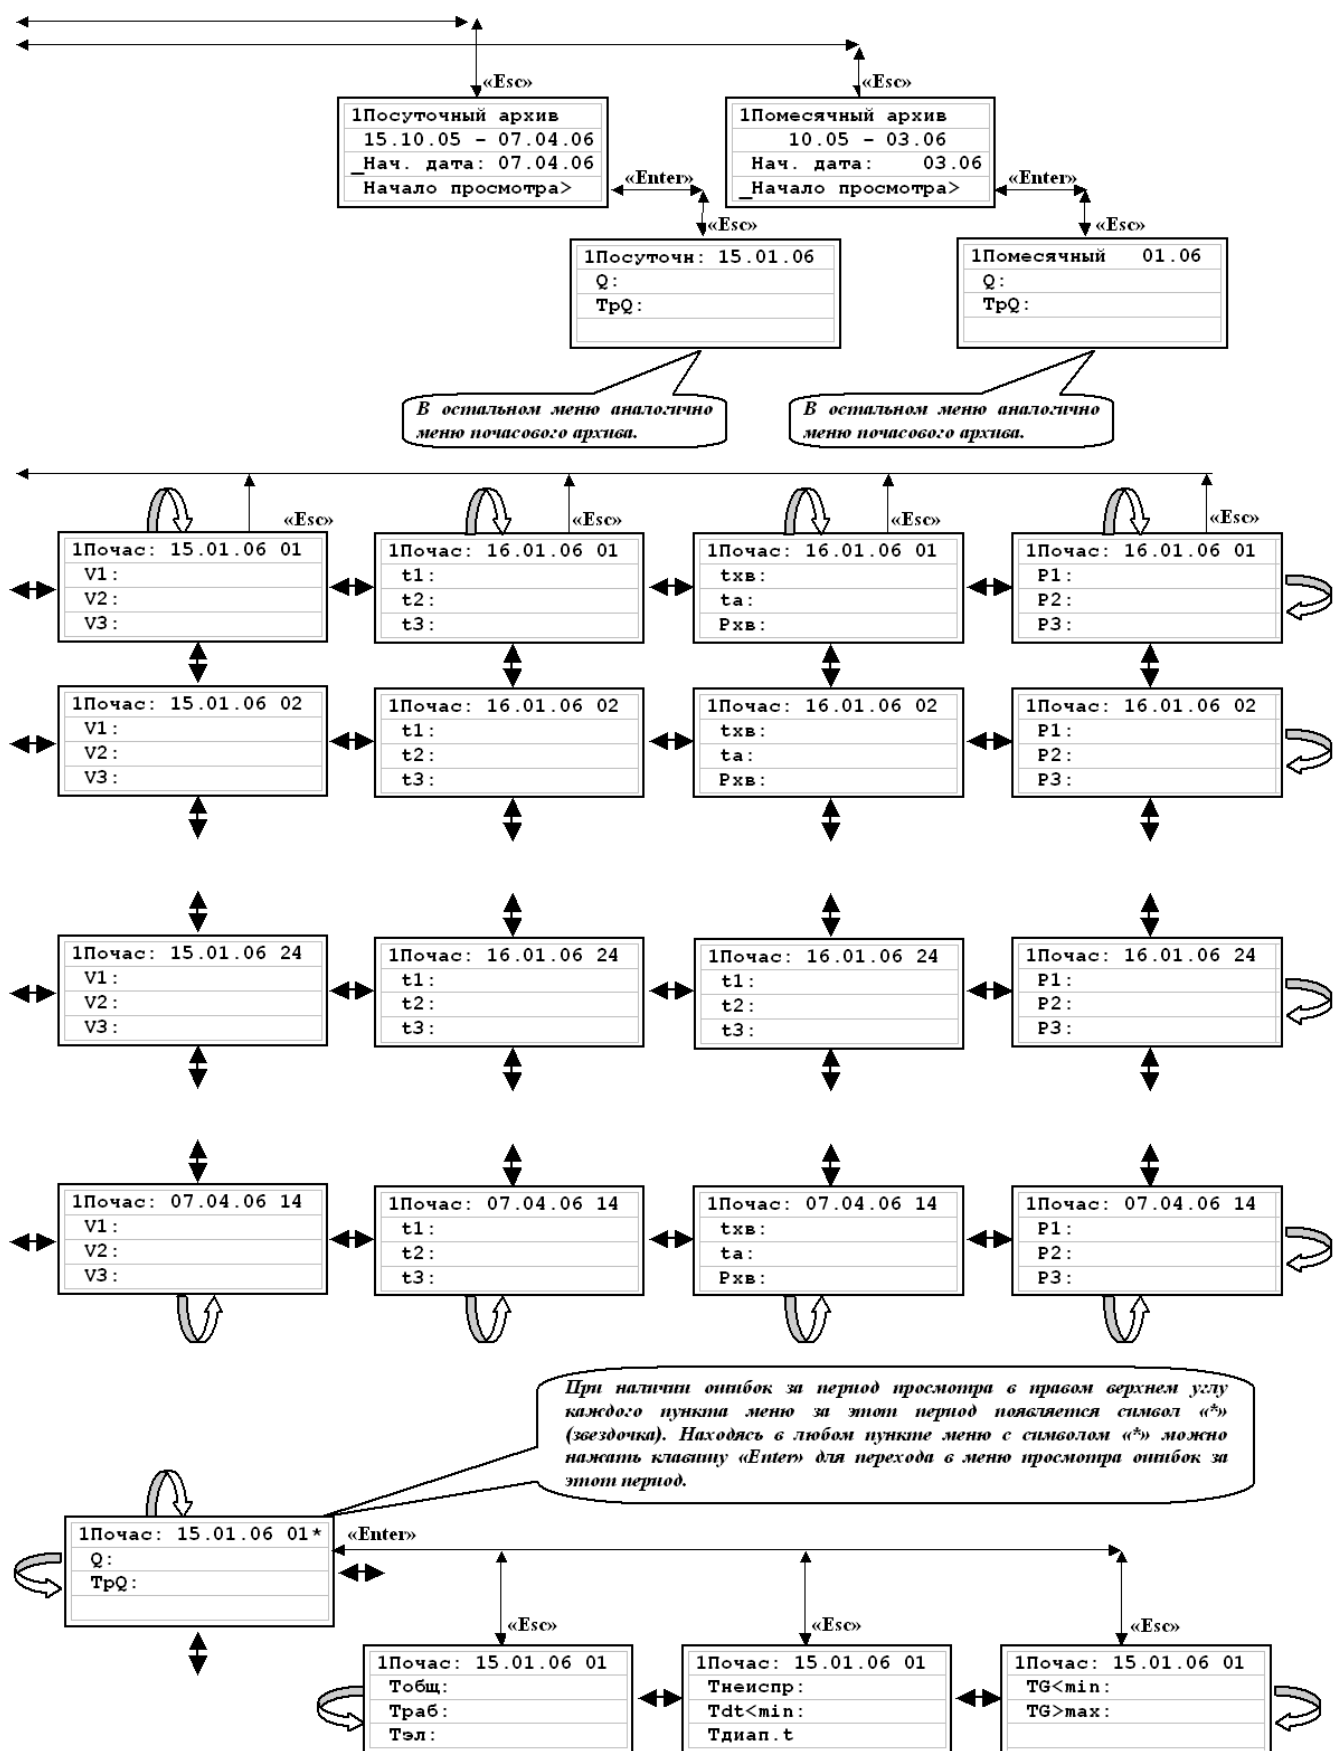 «Esc»
«Esc»
1Посуточный архив
15.10.05 - 07.04.06
_Нач. дата: 07.04.06
Начало просмотра>
1Помесячный архив
10.05 - 03.06
Нач. дата: 03.06
_Начало просмотра>
«Enter»
«Enter»
«Esc»
«Esc»
1Посуточн: 15.01.06
Q:
TpQ:
1Помесячный 01.06
Q:
TpQ:
В остальном меню аналогично
меню почасового архива.
В остальном меню аналогично
меню почасового архива.
«Esc»
«Esc»
«Esc»
«Esc»
1Почас: 15.01.06 01
V1:
V2:
V3:
1Почас: 16.01.06 01
t1:
t2:
t3:
1Почас: 16.01.06 01
tхв:
tа:
Рхв:
1Почас: 16.01.06 01
P1:
P2:
P3:
1Почас: 15.01.06 02
V1:
V2:
V3:
1Почас: 16.01.06 02
t1:
t2:
t3:
1Почас: 16.01.06 02
tхв:
tа:
Рхв:
1Почас: 16.01.06 02
P1:
P2:
P3:
1Почас: 15.01.06 24
V1:
V2:
V3:
1Почас: 16.01.06 24
t1:
t2:
t3:
1Почас: 16.01.06 24
t1:
t2:
t3:
1Почас: 16.01.06 24
P1:
P2:
P3:
1Почас: 07.04.06 14
V1:
V2:
V3:
1Почас: 07.04.06 14
t1:
t2:
t3:
1Почас: 07.04.06 14
tхв:
tа:
Рхв:
1Почас: 07.04.06 14
P1:
P2:
P3:
При наличии ошибок за период просмотра в правом верхнем углу
каждого пункта меню за этот период появляется символ «*»
(звездочка). Находясь в любом пункте меню с символом «*» можно
нажать клавишу «Enter» для перехода в меню просмотра ошибок за
этот период.
1Почас: 15.01.06 01*
Q:
TpQ:
«Enter»
«Esc»
«Esc»
«Esc»
1Почас: 15.01.06 01
Тобщ:
Траб:
Тэл:
1Почас: 15.01.06 01
Тнеиспр:
Tdt<min:
Тдиап.t
1Почас: 15.01.06 01
TG<min:
TG>max: